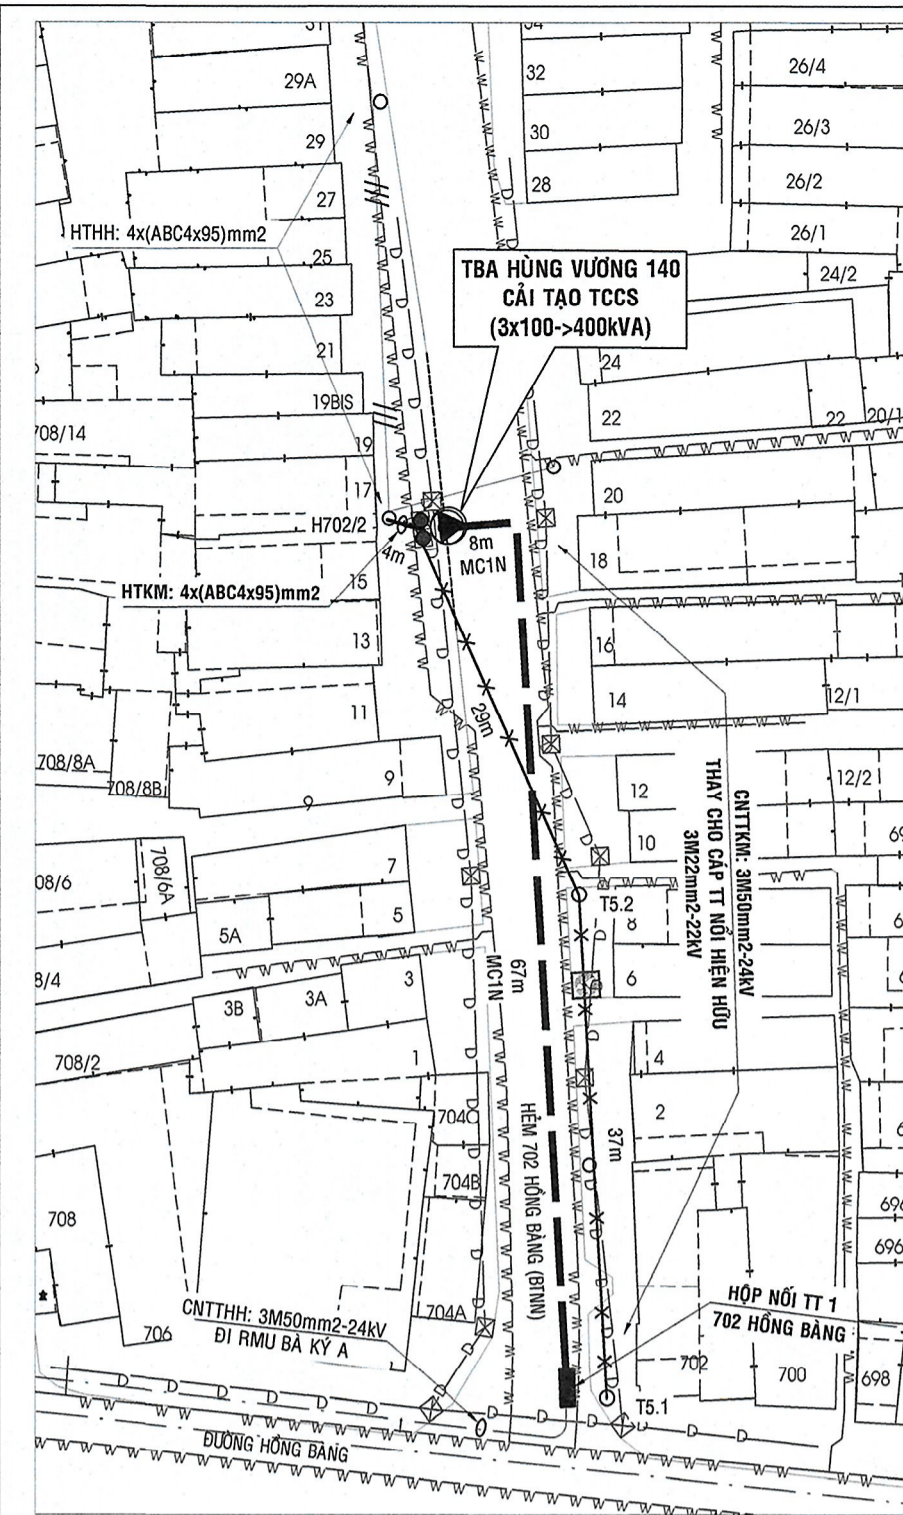 31
29A
29
27
25
23
21
19BIS
19
17
15
13
11
9
9
7
5
5A
3
3A
3B
1
34
32
30
28
26/4
26/3
26/2
26/1
24/2
24
22
22
20
18
16
14
12/1
12
10
12/2
8
6
4
2
HTHH: 4x(ABC4x95)mm2
TBA HÙNG VƯƠNG 140
CẢI TẠO TCCS
(3x100->400kVA)
708/14
H702/2
4m
8m
MC1N
HTKM: 4x(ABC4x95)mm2
29m
708/8A
708/8B
708/6A
08/6
8/4
708/2
CNTTKM: 3M50mm2-24kV
THAY CHO CÁP TT NỔI HIỆN HỮU
3M22mm2-22kV
T5.2
67m
MC1N
37m
HẺM 702 HỒNG BÀNG (BTNN)
704C
704B
704A
708
706
CNTTHH: 3M50mm2-24kV
ĐI RMU BÀ KÝ A
HỘP NỐI TT 1
702 HỒNG BÀNG
702
700
698
696
696
T5.1
ĐƯỜNG HỒNG BÀNG